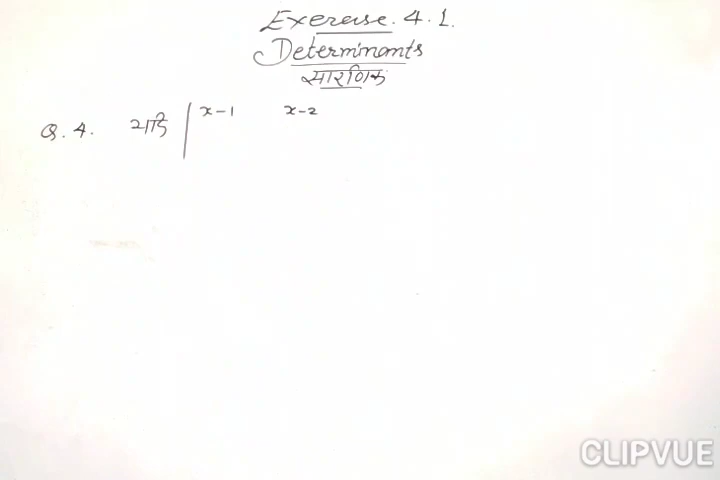 Exercise. 4.1.
Determinants
सारणिक
Q. 4. यदि | x-1 x-2
CLIPVUE